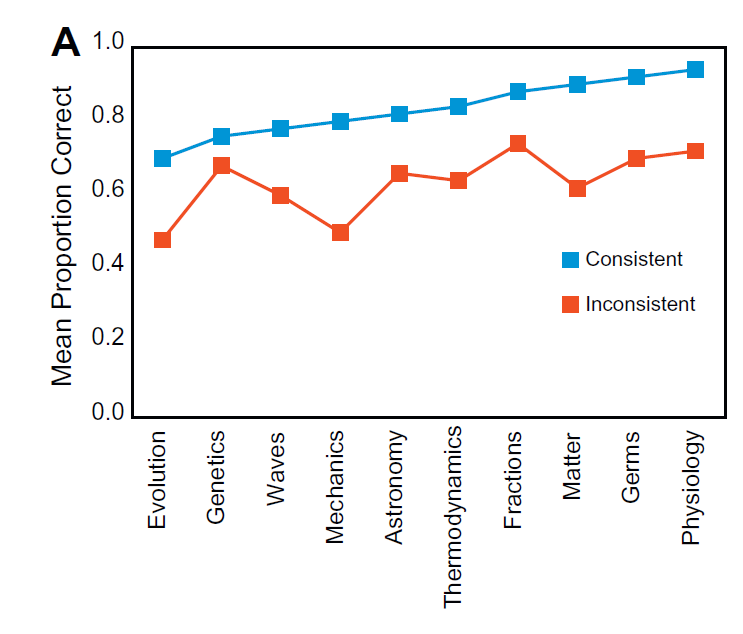 A
Mean Proportion Correct
1.0
0.8
0.6
0.4
0.2
0.0
Consistent
Inconsistent
Evolution
Genetics
Waves
Mechanics
Astronomy
Thermodynamics
Fractions
Matter
Germs
Physiology